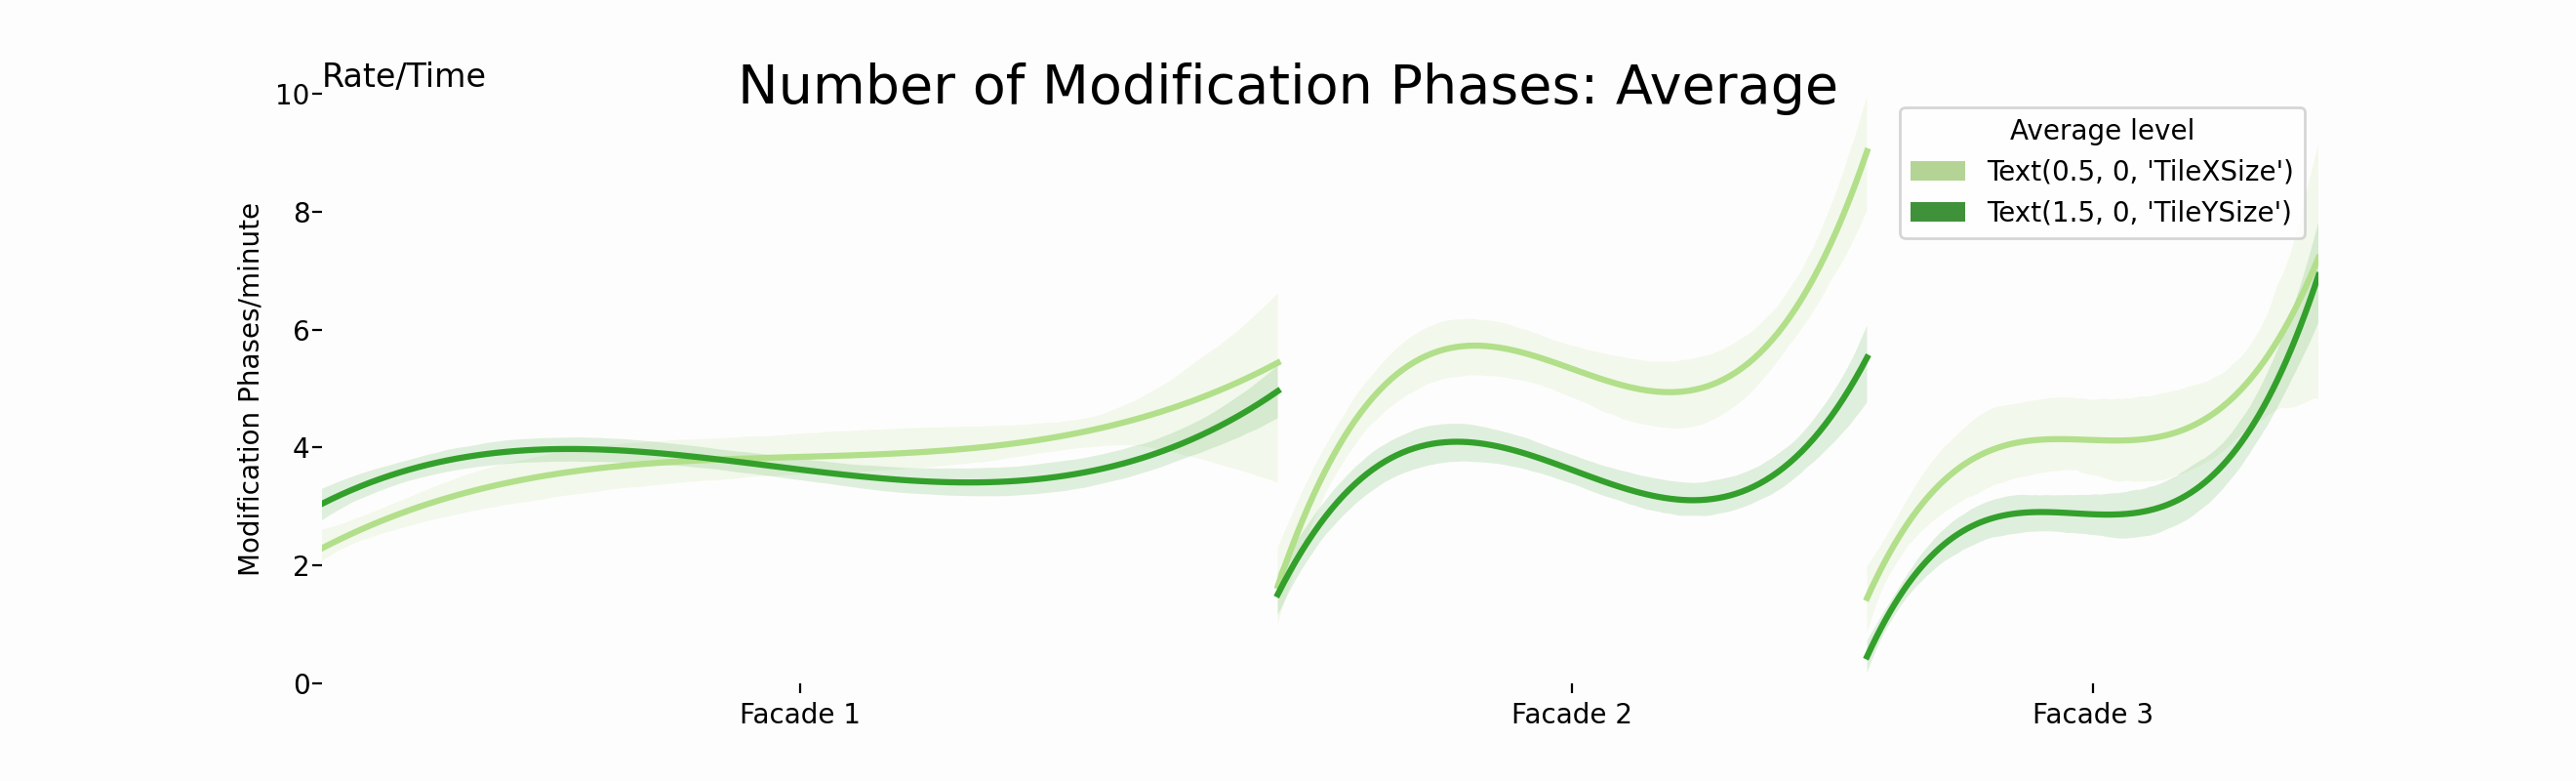 Rate/Time
Number of Modification Phases: Average
Modification Phases/minute
10
8
6
4
2
0
Average level
Text(0.5, 0, 'TileXSize')
Text(1.5, 0, 'TileYSize')
Facade 1
Facade 2
Facade 3